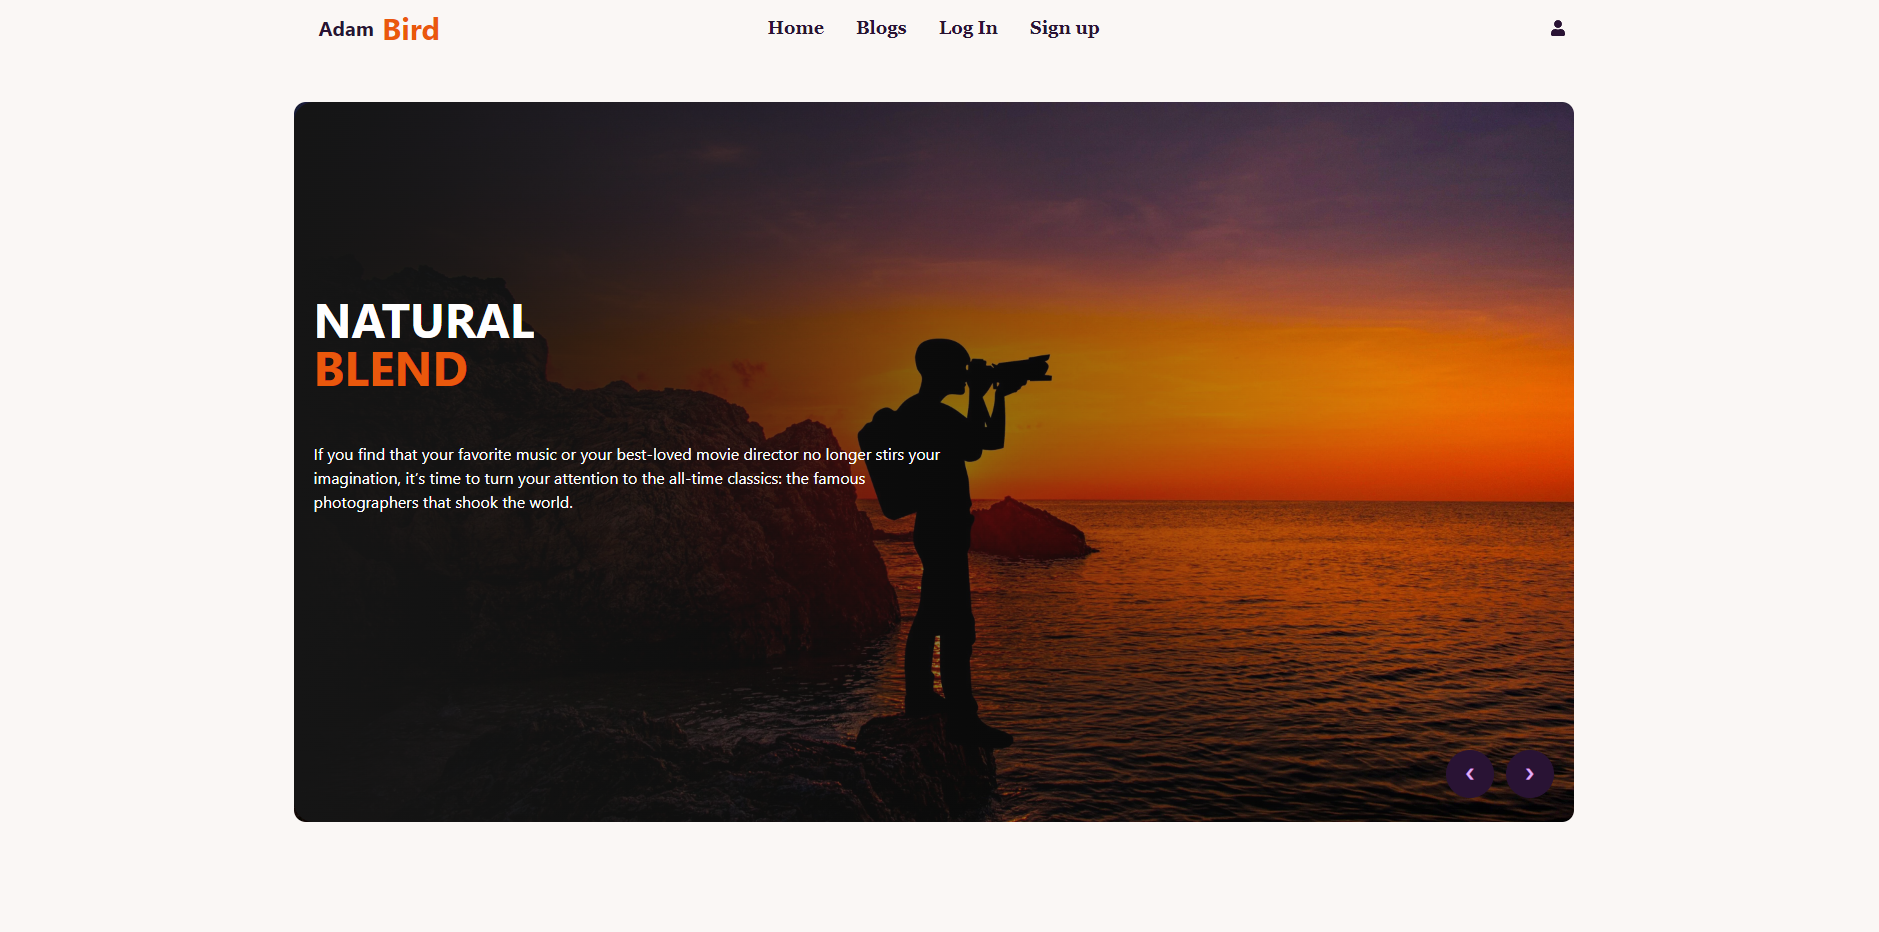 Adam Bird
Home Blogs Log In Sign up
NATURAL
BLEND
If you find that your favorite music or your best-loved movie director no longer stirs your
imagination, it’s time to turn your attention to the all-time classics: the famous
photographers that shook the world.